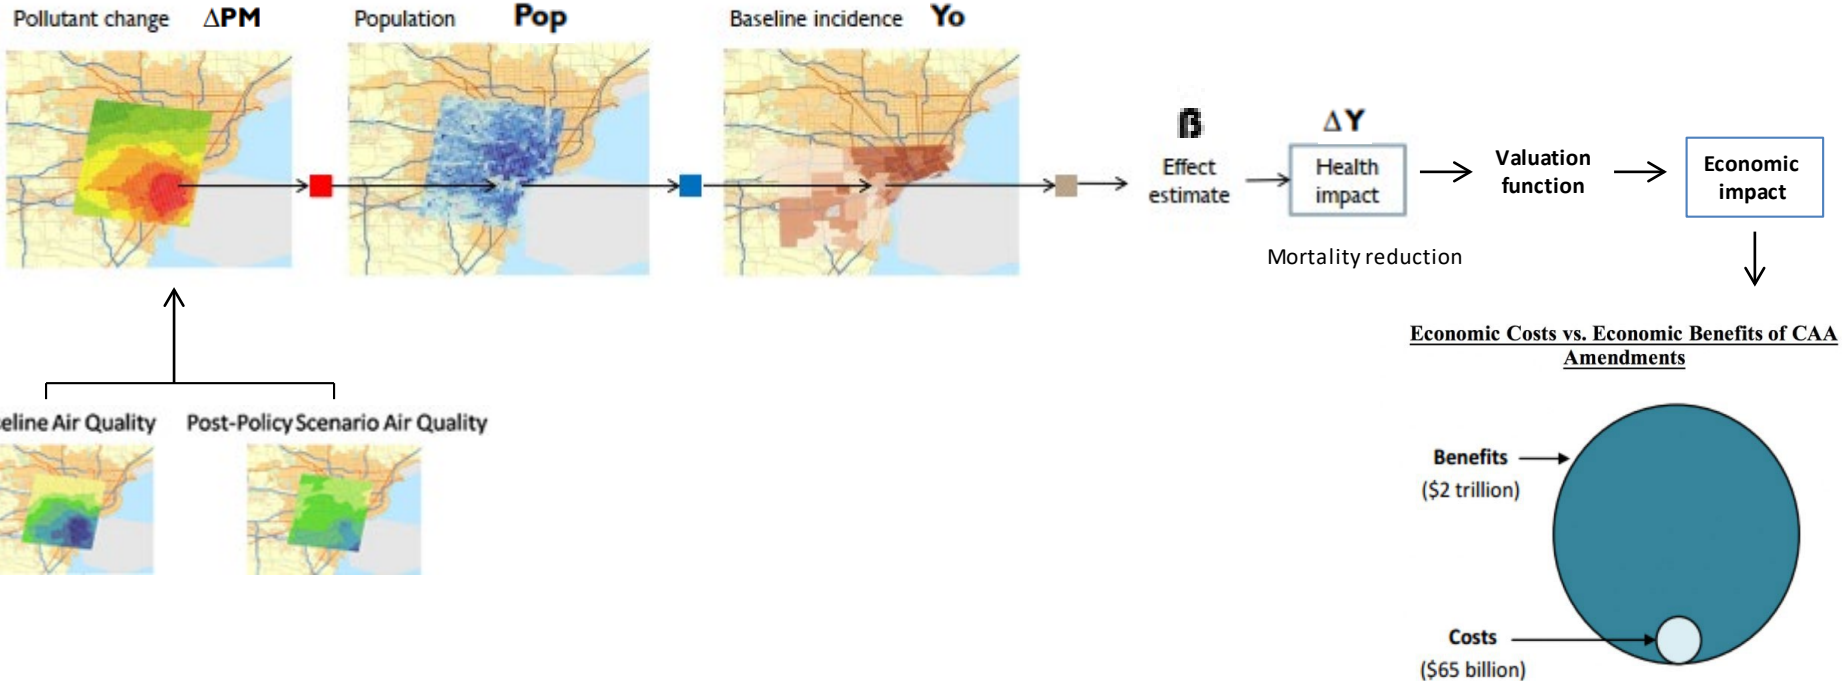 Pollutant change ΔPM
Population Pop
Baseline incidence Yo
ß
Effect
estimate
ΔY
Health
impact
Mortality reduction
Valuation
function
Economic
impact
seline Air Quality
Post-Policy Scenario Air Quality
Economic Costs vs. Economic Benefits of CAA
Amendments
Benefits
($2 trillion)
Costs
($65 billion)